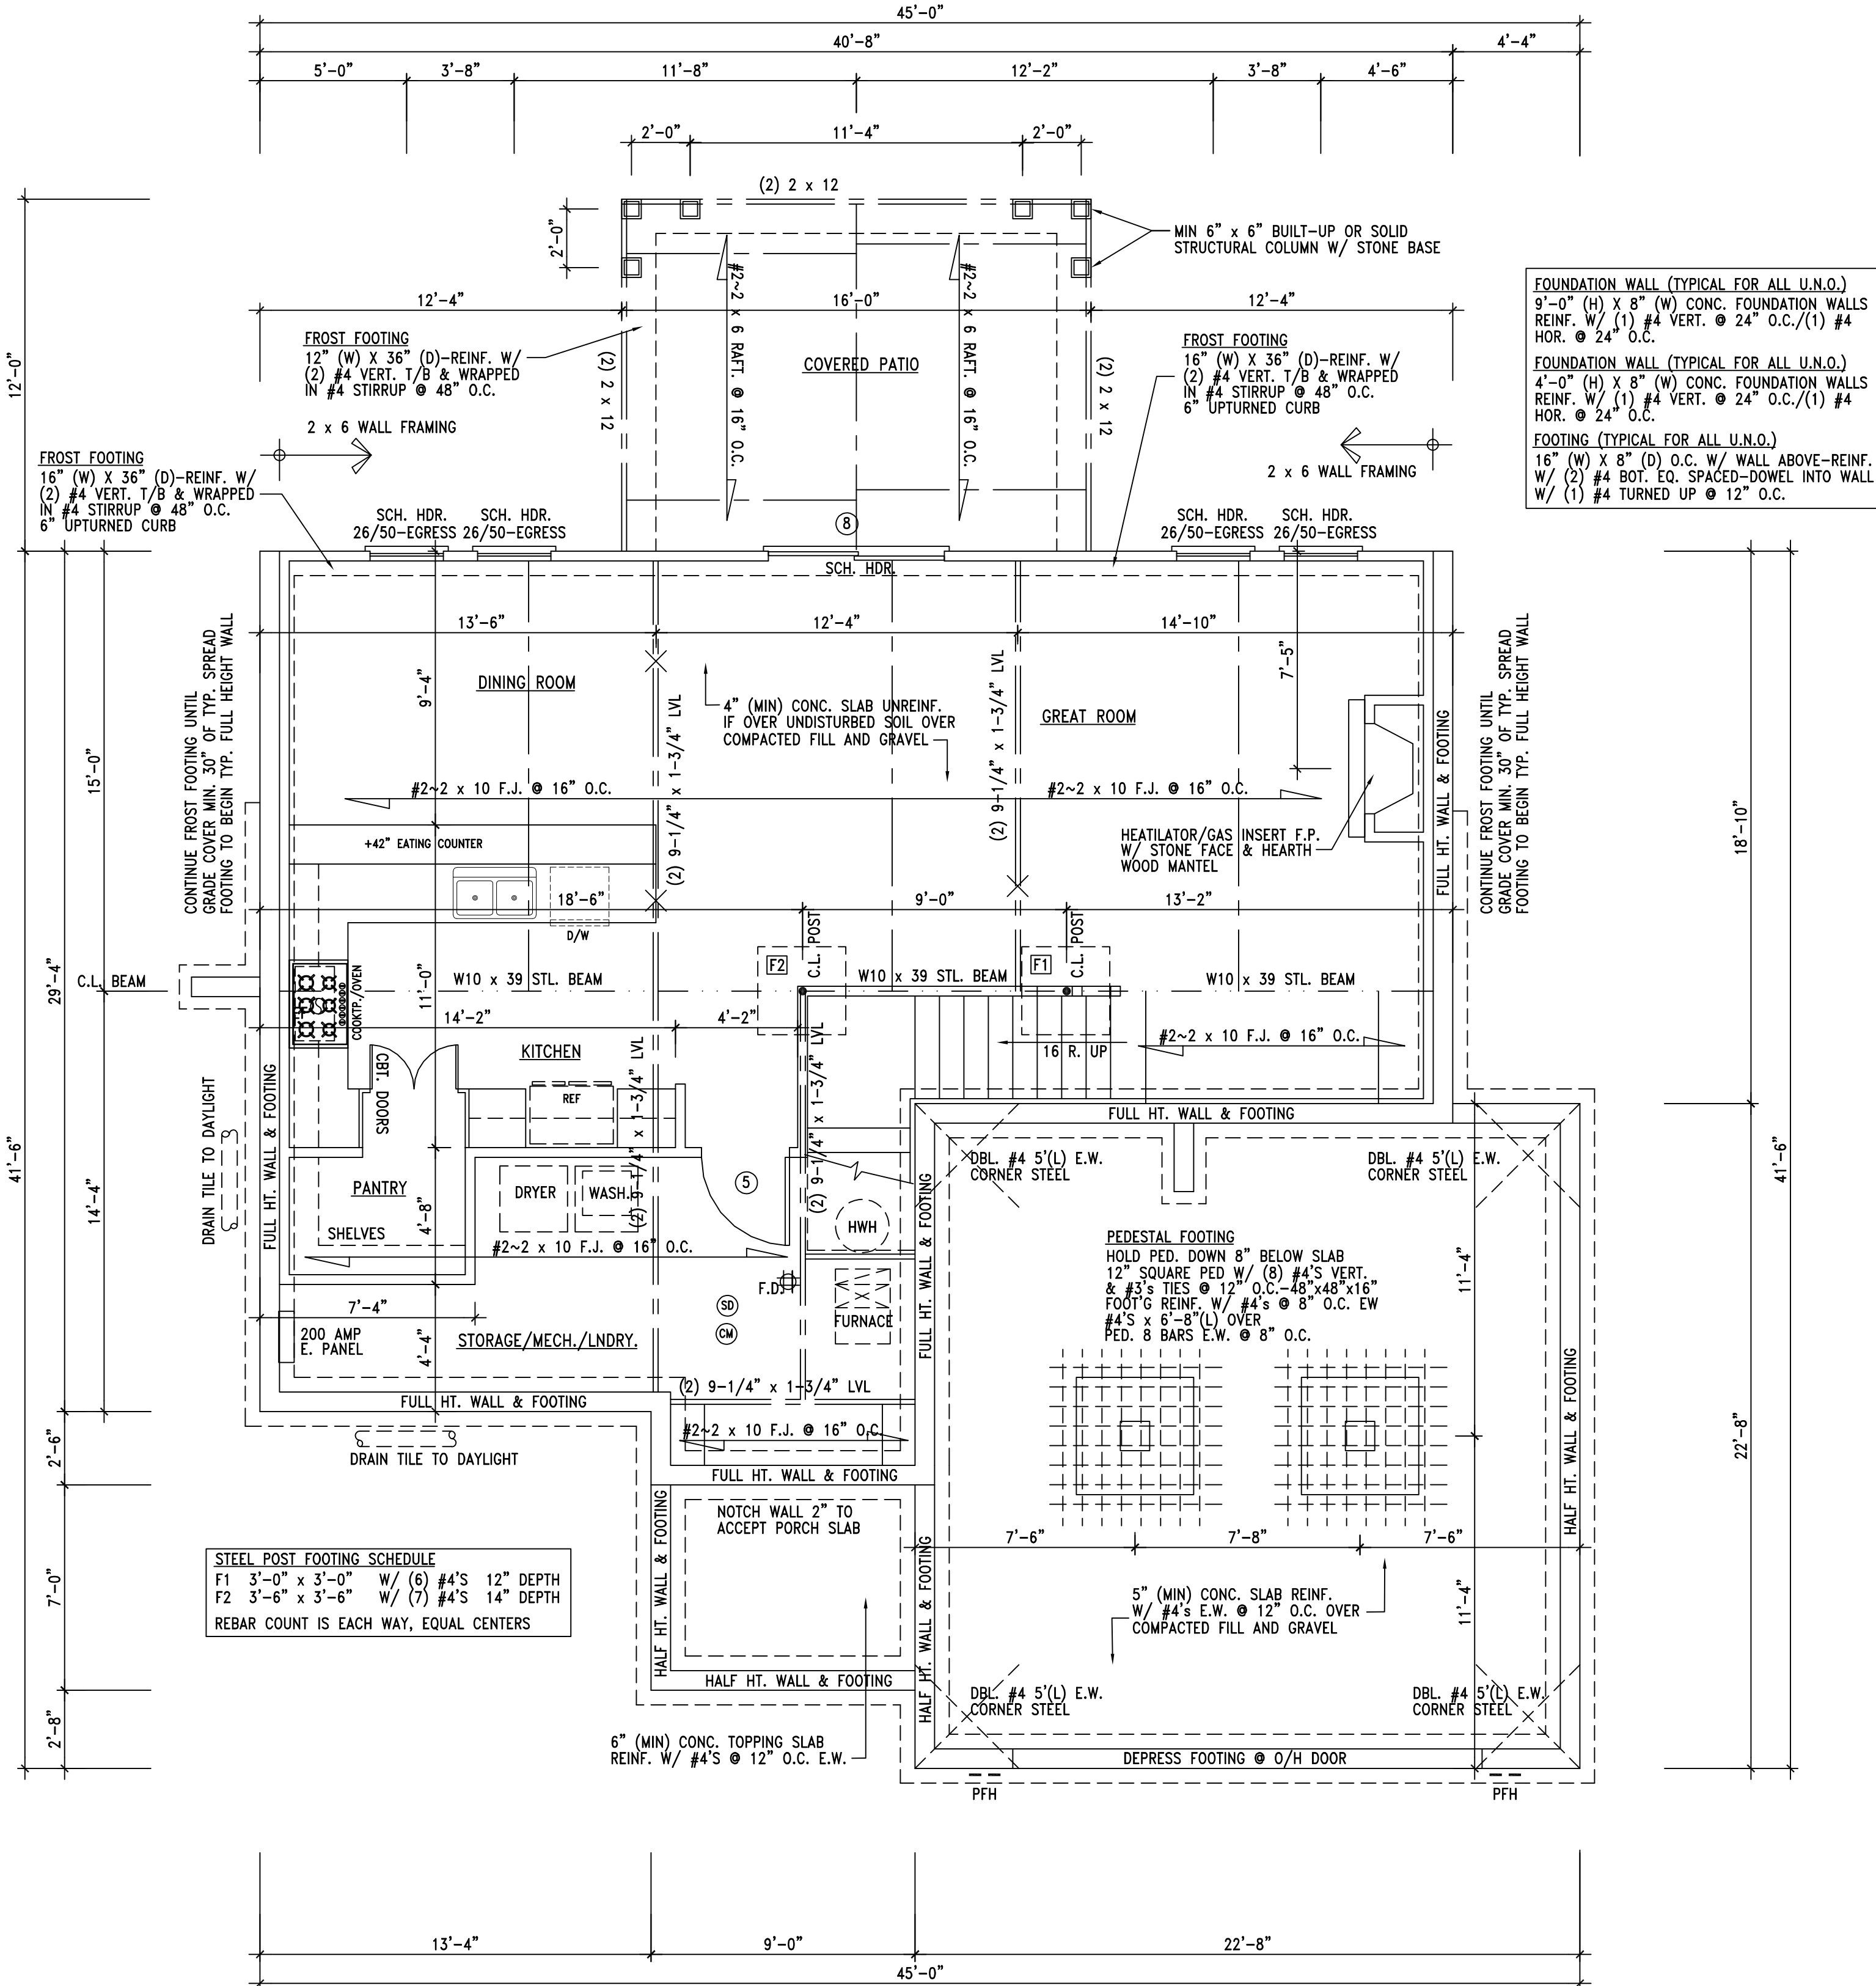 45'-0"
40'-8"
4'-4"
5'-0"
3'-8"
11'-8"
12'-2"
3'-8"
4'-6"
2'-0"
11'-4"
2'-0"
(2) 2 x 12
2'-0"
MIN 6" x 6" BUILT-UP OR SOLID
STRUCTURAL COLUMN W/ STONE BASE
12'-4"
16'-0"
12'-4"
12'-0"
#2~2 x 6 RAFT. @ 16" O.C.
#2~2 x 6 RAFT. @ 16" O.C.
COVERED PATIO
(2) 2 x 12
(2) 2 x 12
FROST FOOTING
12" (W) X 36" (D)-REINF. W/
(2) #4 VERT. T/B & WRAPPED
IN #4 STIRRUP @ 48" O.C.
2 x 6 WALL FRAMING
FROST FOOTING
16" (W) X 36" (D)-REINF. W/
(2) #4 VERT. T/B & WRAPPED
IN #4 STIRRUP @ 48" O.C.
6" UPTURNED CURB
2 x 6 WALL FRAMING
FOUNDATION WALL (TYPICAL FOR ALL U.N.O.)
9'-0" (H) X 8" (W) CONC. FOUNDATION WALLS
REINF. W/ (1) #4 VERT. @ 24" O.C./(1) #4
HOR. @ 24" O.C.
FOUNDATION WALL (TYPICAL FOR ALL U.N.O.)
4'-0" (H) X 8" (W) CONC. FOUNDATION WALLS
REINF. W/ (1) #4 VERT. @ 24" O.C./(1) #4
HOR. @ 24" O.C.
FOOTING (TYPICAL FOR ALL U.N.O.)
16" (W) X 8" (D) O.C. W/ WALL ABOVE-REINF.
W/ (2) #4 BOT. EQ. SPACED-DOWEL INTO WALL
W/ (1) #4 TURNED UP @ 12" O.C.
FROST FOOTING
16" (W) X 36" (D)-REINF. W/
(2) #4 VERT. T/B & WRAPPED
IN #4 STIRRUP @ 48" O.C.
6" UPTURNED CURB
SCH. HDR.
26/50-EGRESS
SCH. HDR.
26/50-EGRESS
8
SCH. HDR.
SCH. HDR.
26/50-EGRESS
SCH. HDR.
26/50-EGRESS
13'-6"
12'-4"
14'-10"
7'-5"
9'-4"
DINING ROOM
GREAT ROOM
4" (MIN) CONC. SLAB UNREINF.
IF OVER UNDISTURBED SOIL OVER
COMPACTED FILL AND GRAVEL
(2) 9-1/4" x 1-3/4" LVL
(2) 9-1/4" x 1-3/4" LVL
CONTINUE FROST FOOTING UNTIL
GRADE COVER MIN. 30" OF TYP. SPREAD
FOOTING TO BEGIN TYP. FULL HEIGHT WALL
CONTINUE FROST FOOTING UNTIL
GRADE COVER MIN. 30" OF TYP. SPREAD
FOOTING TO BEGIN TYP. FULL HEIGHT WALL
FULL HT. WALL & FOOTING
#2~2 x 10 F.J. @ 16" O.C.
#2~2 x 10 F.J. @ 16" O.C.
HEATILATOR/GAS INSERT F.P.
W/ STONE FACE & HEARTH
WOOD MANTEL
+42" EATING COUNTER
15'-0"
29'-4"
41'-6"
14'-4"
18'-10"
41'-6"
22'-8"
18'-6"
9'-0"
13'-2"
D/W
C.L. POST
C.L. POST
F2
F1
C.L. BEAM
W10 x 39 STL. BEAM
W10 x 39 STL. BEAM
W10 x 39 STL. BEAM
COOKTP./OVEN
11'-0"
14'-2"
4'-2"
KITCHEN
16 R. UP
#2~2 x 10 F.J. @ 16" O.C.
CBT. DOORS
REF
(2) 9-1/4" x 1-3/4" LVL
(2) 9-1/4" x 1-3/4" LVL
FULL HT. WALL & FOOTING
DRAIN TILE TO DAYLIGHT
FULL HT. WALL & FOOTING
PANTRY
SHELVES
4'-8"
DRYER
WASH.
5
HWH
#2~2 x 10 F.J. @ 16" O.C.
F.D.
SD
CM
FURNACE
FULL HT. WALL & FOOTING
7'-4"
200 AMP
E. PANEL
4'-4"
STORAGE/MECH./LNDRY.
DBL. #4 5'(L) E.W.
CORNER STEEL
DBL. #4 5'(L) E.W.
CORNER STEEL
PEDESTAL FOOTING
HOLD PED. DOWN 8" BELOW SLAB
12" SQUARE PED W/ (8) #4'S VERT.
& #3's TIES @ 12" O.C.-48"x48"x16"
FOOT'G REINF. W/ #4's @ 8" O.C. EW
#4'S x 6'-8"(L) OVER
PED. 8 BARS E.W. @ 8" O.C.
11'-4"
HALF HT. WALL & FOOTING
(2) 9-1/4" x 1-3/4" LVL
FULL HT. WALL & FOOTING
#2~2 x 10 F.J. @ 16" O.C.
DRAIN TILE TO DAYLIGHT
FULL HT. WALL & FOOTING
2'-6"
NOTCH WALL 2" TO
ACCEPT PORCH SLAB
HALF HT. WALL & FOOTING
HALF HT. WALL & FOOTING
7'-6"
7'-8"
7'-6"
STEEL POST FOOTING SCHEDULE
F1 3'-0" x 3'-0" W/ (6) #4'S 12" DEPTH
F2 3'-6" x 3'-6" W/ (7) #4'S 14" DEPTH
REBAR COUNT IS EACH WAY, EQUAL CENTERS
7'-0"
5" (MIN) CONC. SLAB REINF.
W/ #4's E.W. @ 12" O.C. OVER
COMPACTED FILL AND GRAVEL
11'-4"
HALF HT. WALL & FOOTING
DBL. #4 5'(L) E.W.
CORNER STEEL
DBL. #4 5'(L) E.W.
CORNER STEEL
2'-8"
6" (MIN) CONC. TOPPING SLAB
REINF. W/ #4'S @ 12" O.C. E.W.
DEPRESS FOOTING @ O/H DOOR
PFH
PFH
13'-4"
9'-0"
22'-8"
45'-0"